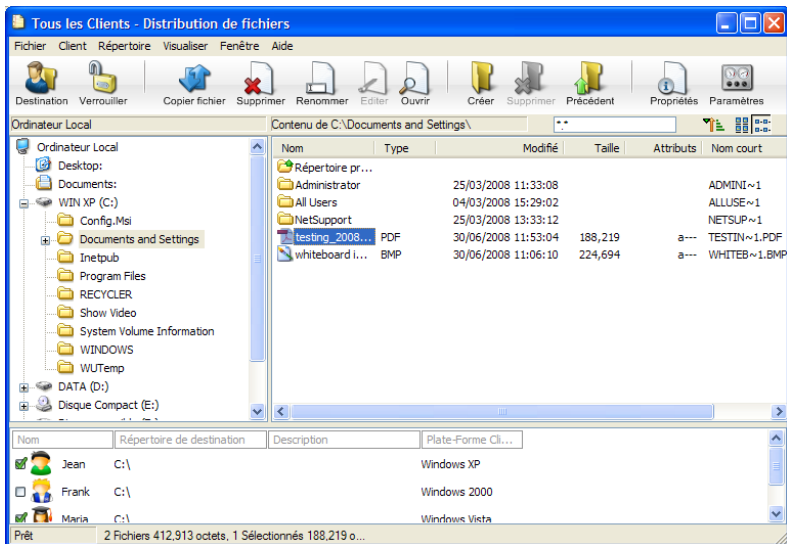 Tous les Clients - Distribution de fichiers
Fichier Client Répertoire Visualiser Fenêtre Aide
Destination Verrouiller Copier fichier Supprimer Renommer Editer Ouvrir Créer Supprimer Précédent Propriétés Paramètres
Ordinateur Local
Contenu de C:\Documents and Settings\
*.*
Ordinateur Local
Desktop:
Documents:
WIN XP (C:)
Config.Msi
Documents and Settings
Inetpub
Program Files
RECYCLER
Show Video
System Volume Information
WINDOWS
WUTemp
DATA (D:)
Disque Compact (E:)
Nom Type Modifié Taille Attributs Nom court
Répertoire pr...
Administrator 25/03/2008 11:33:08 ADMINI~1
All Users 04/03/2008 15:29:02 ALLUSE~1
NetSupport 25/03/2008 13:33:12 NETSUP~1
testing_2008... PDF 30/06/2008 11:53:04 188,219 a--- TESTIN~1.PDF
whiteboard i... BMP 30/06/2008 11:06:10 224,694 a--- WHITEB~1.BMP
Nom Répertoire de destination Description Plate-Forme Cli...
Jean C:\ Windows XP
Frank C:\ Windows 2000
Maria C:\ Windows Vista
Prêt 2 Fichiers 412,913 octets, 1 Sélectionnés 188,219 o...